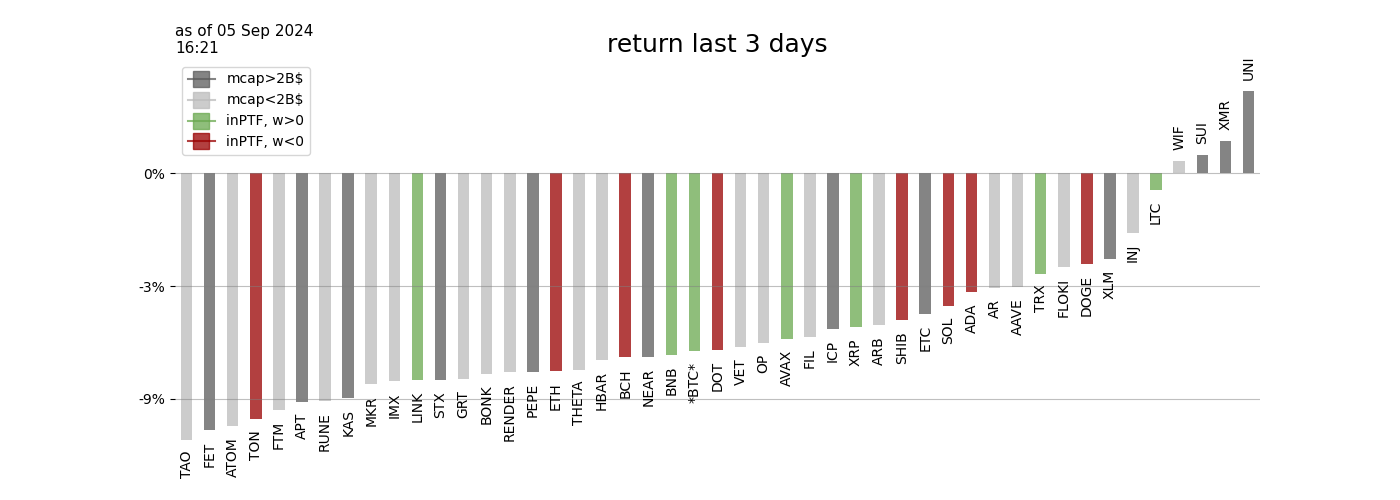 as of 05 Sep 2024
16:21
return last 3 days
mcap>2B$
mcap<2B$
inPTF, w>0
inPTF, w<0
0%
-3%
-9%
TAO
FET
ATOM
TON
FTM
APT
RUNE
KAS
MKR
IMX
LINK
STX
GRT
BONK
RENDER
PEPE
ETH
THETA
HBAR
BCH
NEAR
BNB
*BTC*
DOT
VET
OP
AVAX
FIL
ICP
XRP
ARB
SHIB
ETC
SOL
ADA
AR
AAVE
TRX
FLOKI
DOGE
XLM
INJ
LTC
WIF
SUI
XMR
UNI